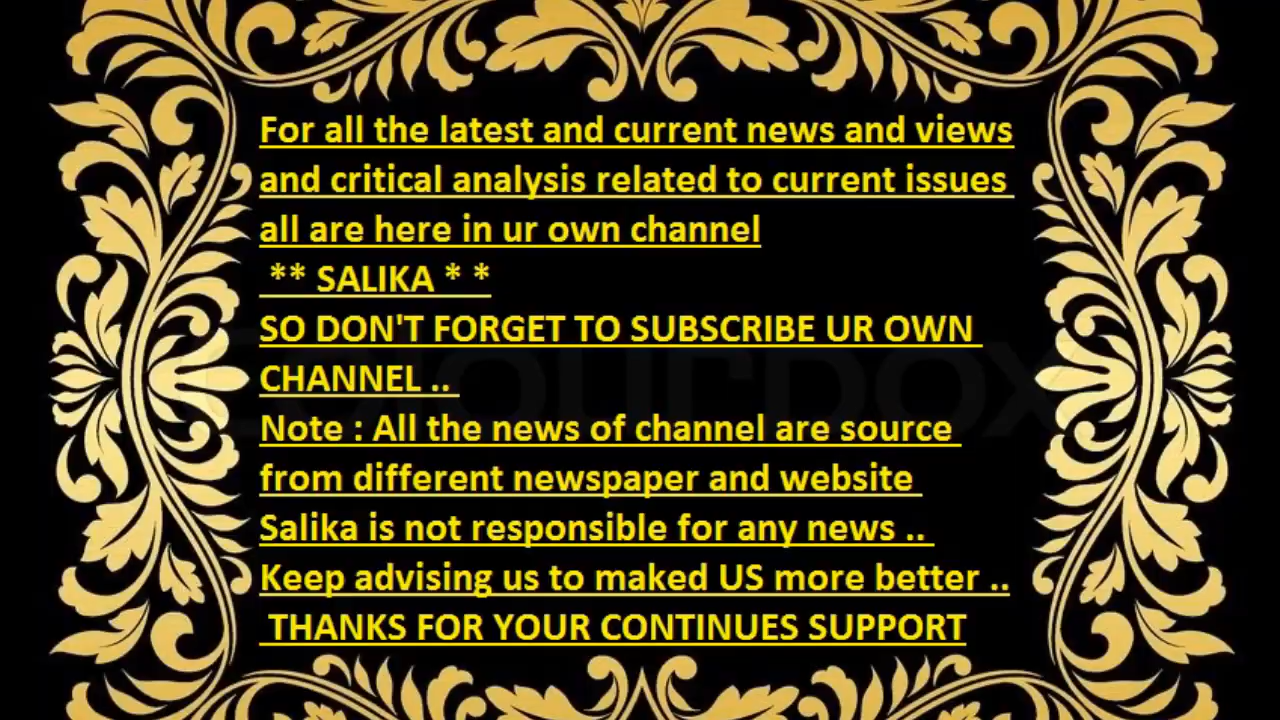 For all the latest and current news and views
and critical analysis related to current issues
all are here in ur own channel
** SALIKA * *
SO DON'T FORGET TO SUBSCRIBE UR OWN
CHANNEL ..
Note : All the news of channel are source
from different newspaper and website
Salika is not responsible for any news ..
Keep advising us to maked US more better ..
THANKS FOR YOUR CONTINUES SUPPORT